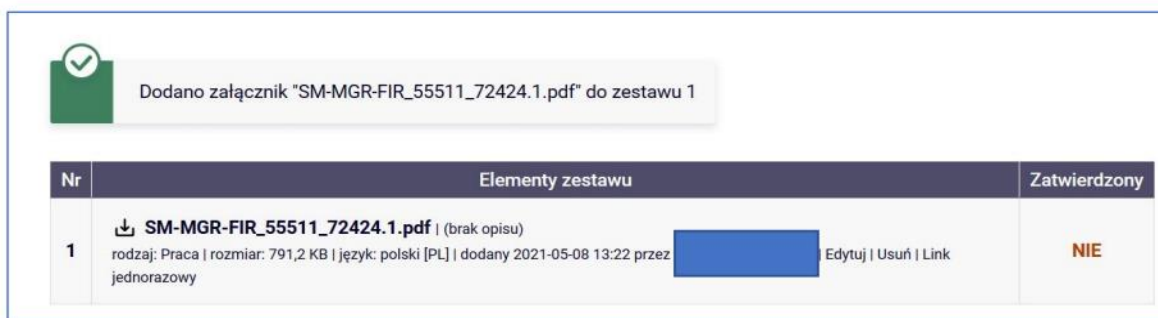 Dodano załącznik "SM-MGR-FIR_55511_72424.1.pdf" do zestawu 1
Nr Elementy zestawu Zatwierdzony
SM-MGR-FIR_55511_72424.1.pdf | (brak opisu)
1 rodzaj: Praca | rozmiar: 791,2 KB | język: polski [PL] | dodany 2021-05-08 13:22 przez | Edytuj | Usuń | Link NIE
jednorazowy